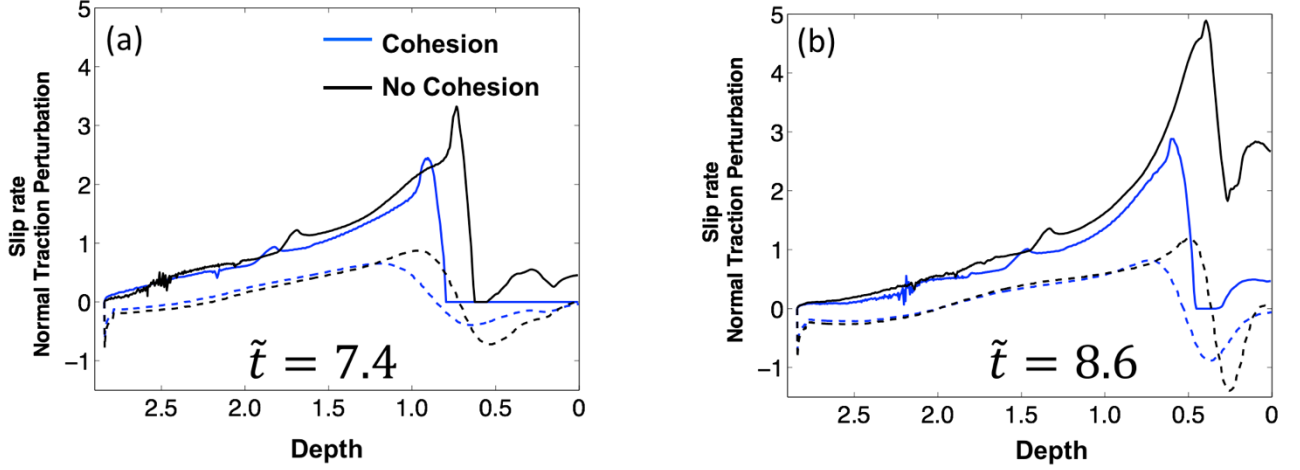 (a)
Cohesion
No Cohesion
Slip rate
Normal Traction Perturbation
5
4
3
2
1
0
−1
t̃ = 7.4
2.5 2.0 1.5 1.0 0.5 0
Depth
(b)
Slip rate
Normal Traction Perturbation
5
4
3
2
1
0
−1
t̃ = 8.6
2.5 2.0 1.5 1.0 0.5 0
Depth